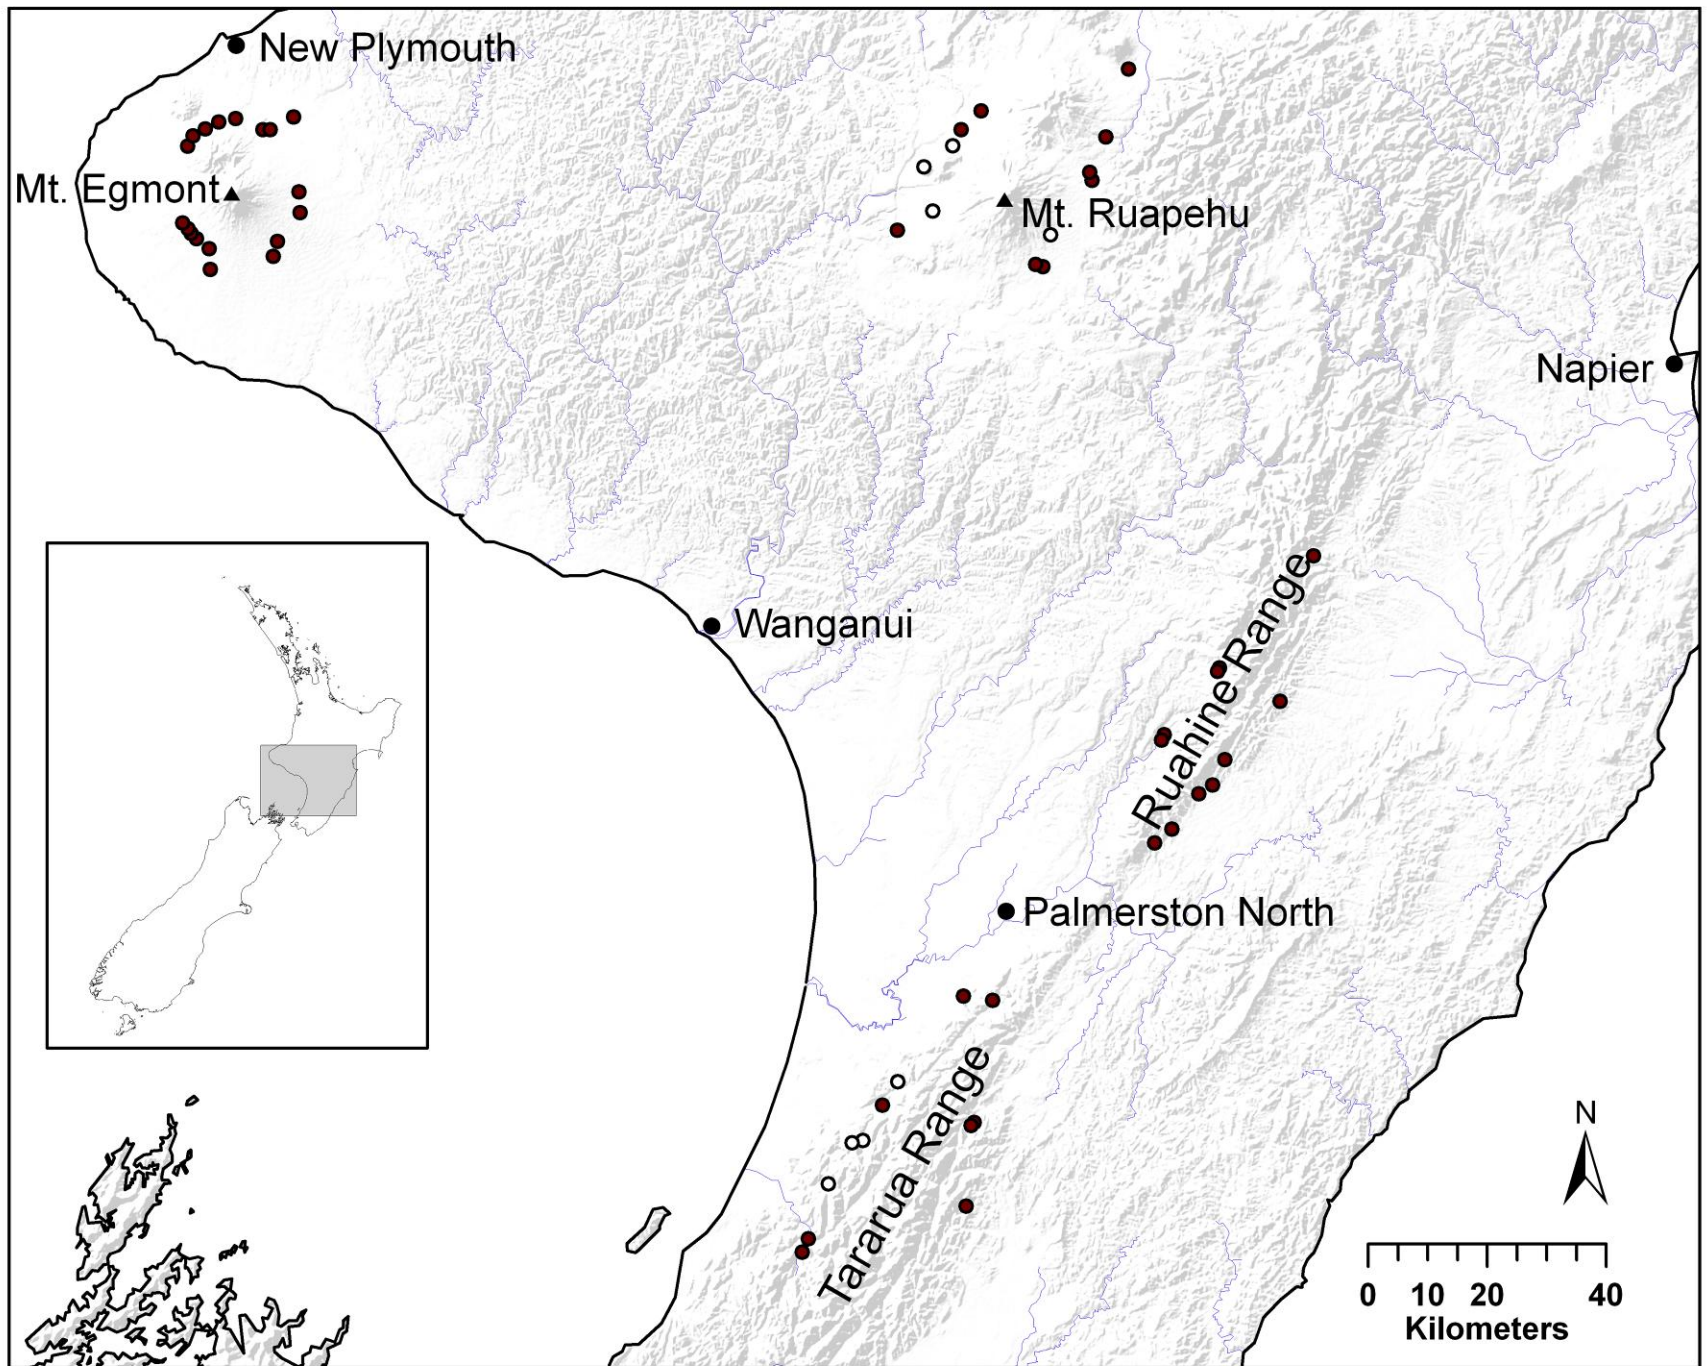 New Plymouth
Mt. Egmont
Mt. Ruapehu
Napier
Wanganui
Ruahine Range
Palmerston North
Tararua Range
N
0 10 20 40
Kilometers